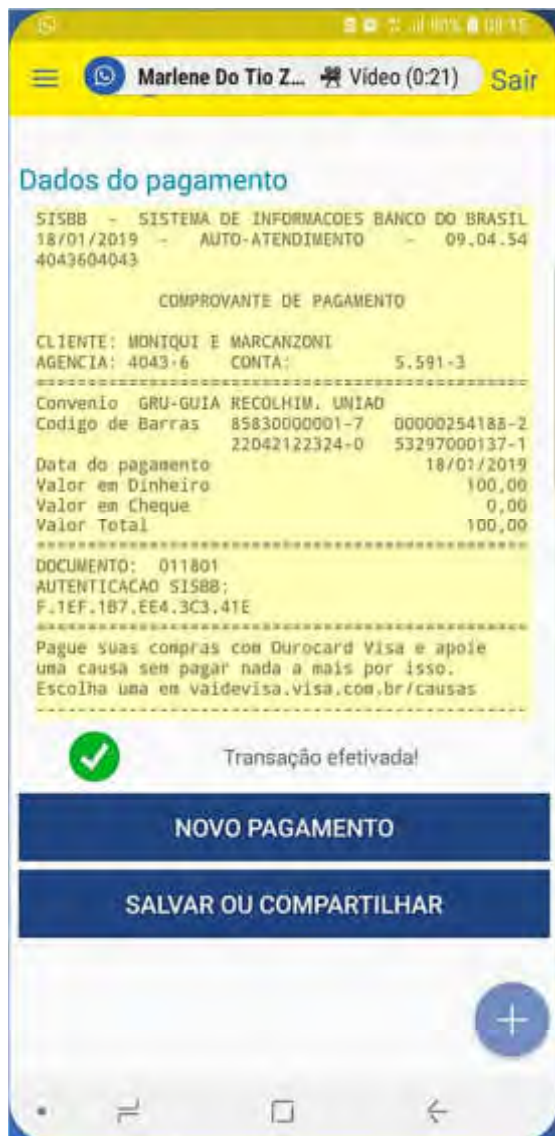 Marlene Do Tio Z... Vídeo (0:21) Sair
Dados do pagamento
SISBB - SISTEMA DE INFORMACOES BANCO DO BRASIL
18/01/2019 - AUTO-ATENDIMENTO - 09.04.54
4043604043
COMPROVANTE DE PAGAMENTO
CLIENTE: MONIQUI E MARCANZONI
AGENCIA: 4043-6 CONTA: 5.591-3
================================================
Convenio GRU-GUIA RECOLHIM. UNIAO
Codigo de Barras 85830000001-7 00000254188-2
22042122324-0 53297000137-1
Data do pagamento 18/01/2019
Valor em Dinheiro 100,00
Valor em Cheque 0,00
Valor Total 100,00
================================================
DOCUMENTO: 011801
AUTENTICACAO SISBB:
F.1EF.1B7.EE4.3C3.41E
================================================
Pague suas compras com Ourocard Visa e apoie
uma causa sem pagar nada a mais por isso.
Escolha uma em vaidevisa.visa.com.br/causas
------------------------------------------------
Transação efetivada!
NOVO PAGAMENTO
SALVAR OU COMPARTILHAR